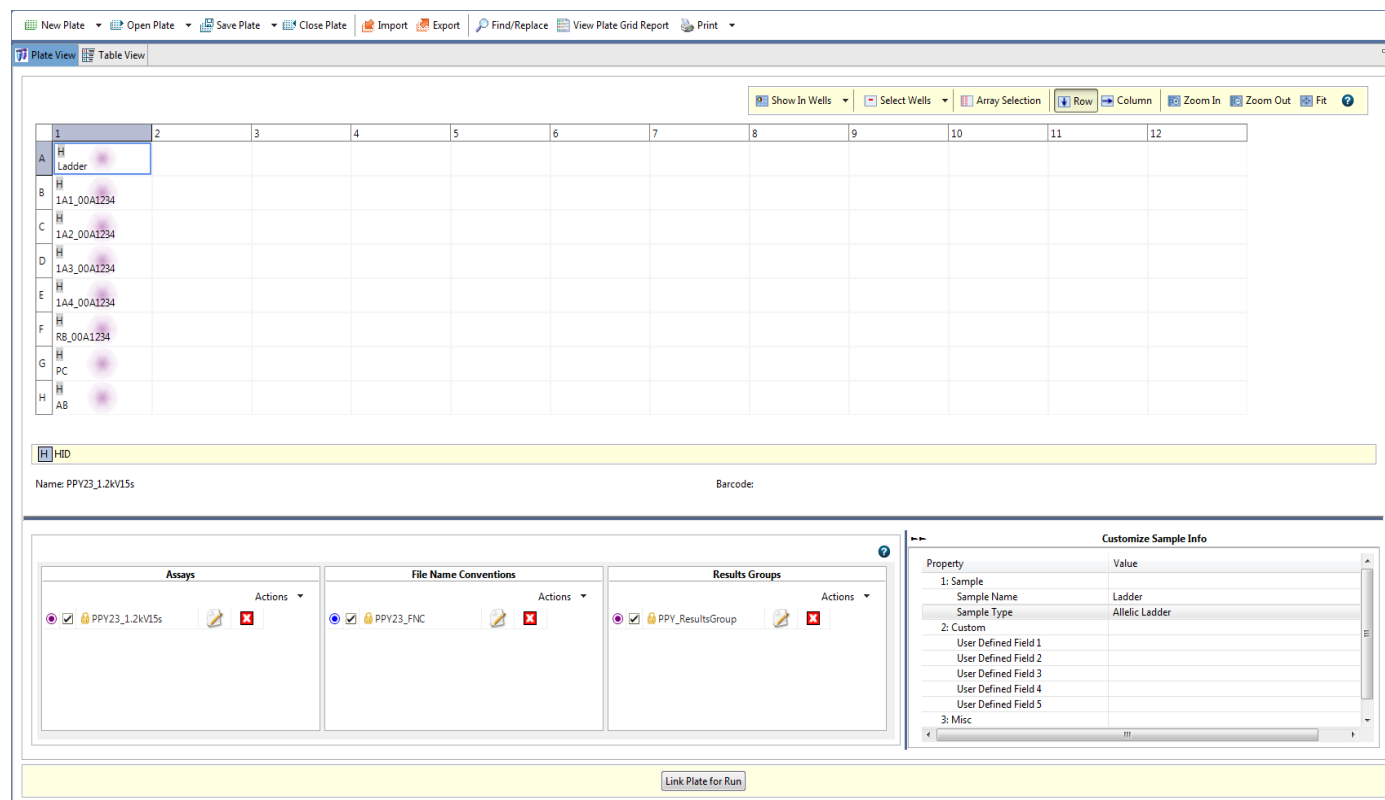 New Plate Open Plate Save Plate Close Plate Import Export Find/Replace View Plate Grid Report Print
Plate View Table View
Show In Wells Select Wells Array Selection Row Column Zoom In Zoom Out Fit ?
1 2 3 4 5 6 7 8 9 10 11 12
A H
Ladder
B H
1A1_00A1234
C H
1A2_00A1234
D H
1A3_00A1234
E H
1A4_00A1234
F H
RB_00A1234
G H
PC
H H
AB
H HID
Name: PPY23_1.2kV15s Barcode:
?
Assays
Actions
PPY23_1.2kV15s
File Name Conventions
Actions
PPY23_FNC
Results Groups
Actions
PPY_ResultsGroup
Customize Sample Info
Property Value
1: Sample
Sample Name Ladder
Sample Type Allelic Ladder
2: Custom
User Defined Field 1
User Defined Field 2
User Defined Field 3
User Defined Field 4
User Defined Field 5
3: Misc
Link Plate for Run